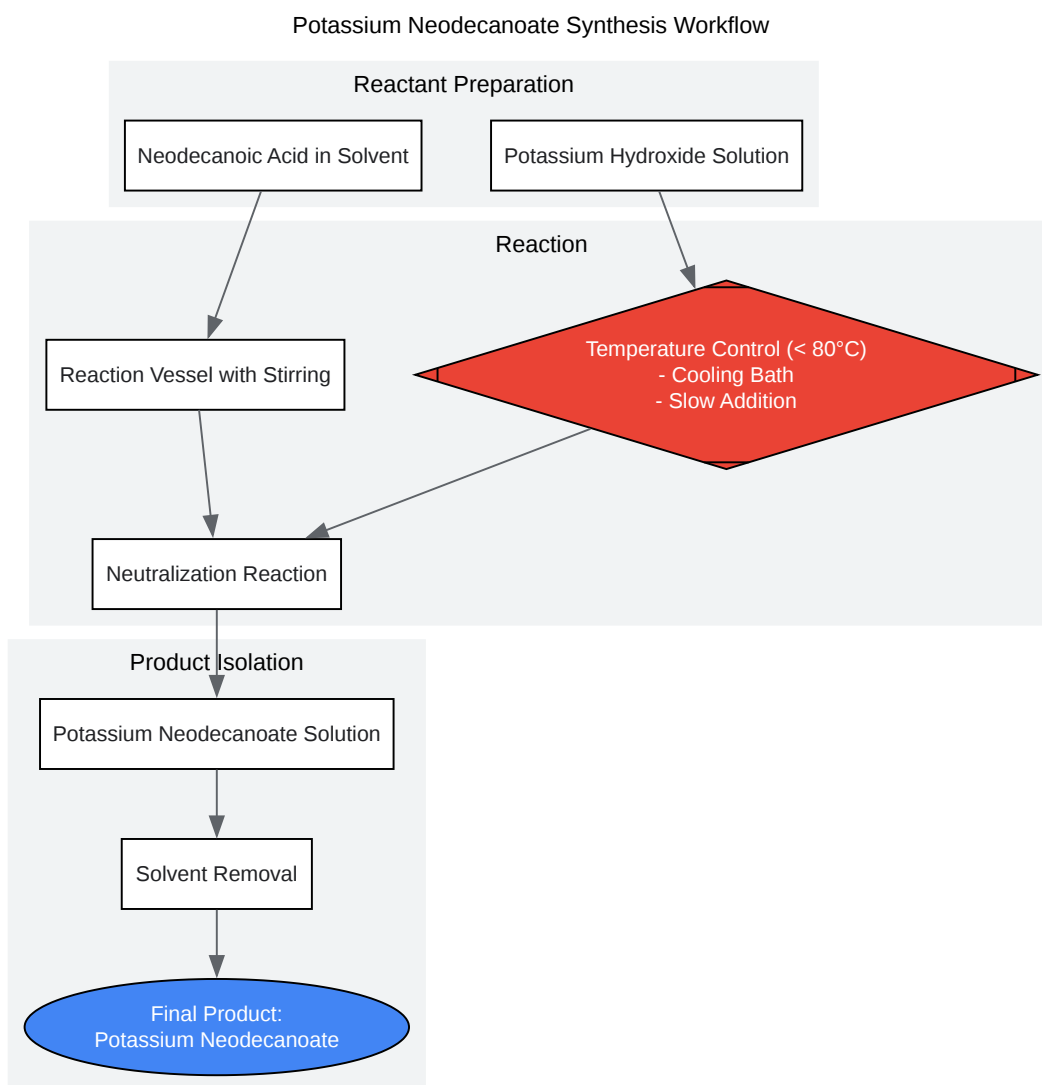 Potassium Neodecanoate Synthesis Workflow
Reactant Preparation
Neodecanoic Acid in Solvent
Potassium Hydroxide Solution
Reaction
Temperature Control (< 80°C)
- Cooling Bath
- Slow Addition
Reaction Vessel with Stirring
Neutralization Reaction
Product Isolation
Potassium Neodecanoate Solution
Solvent Removal
Final Product:
Potassium Neodecanoate